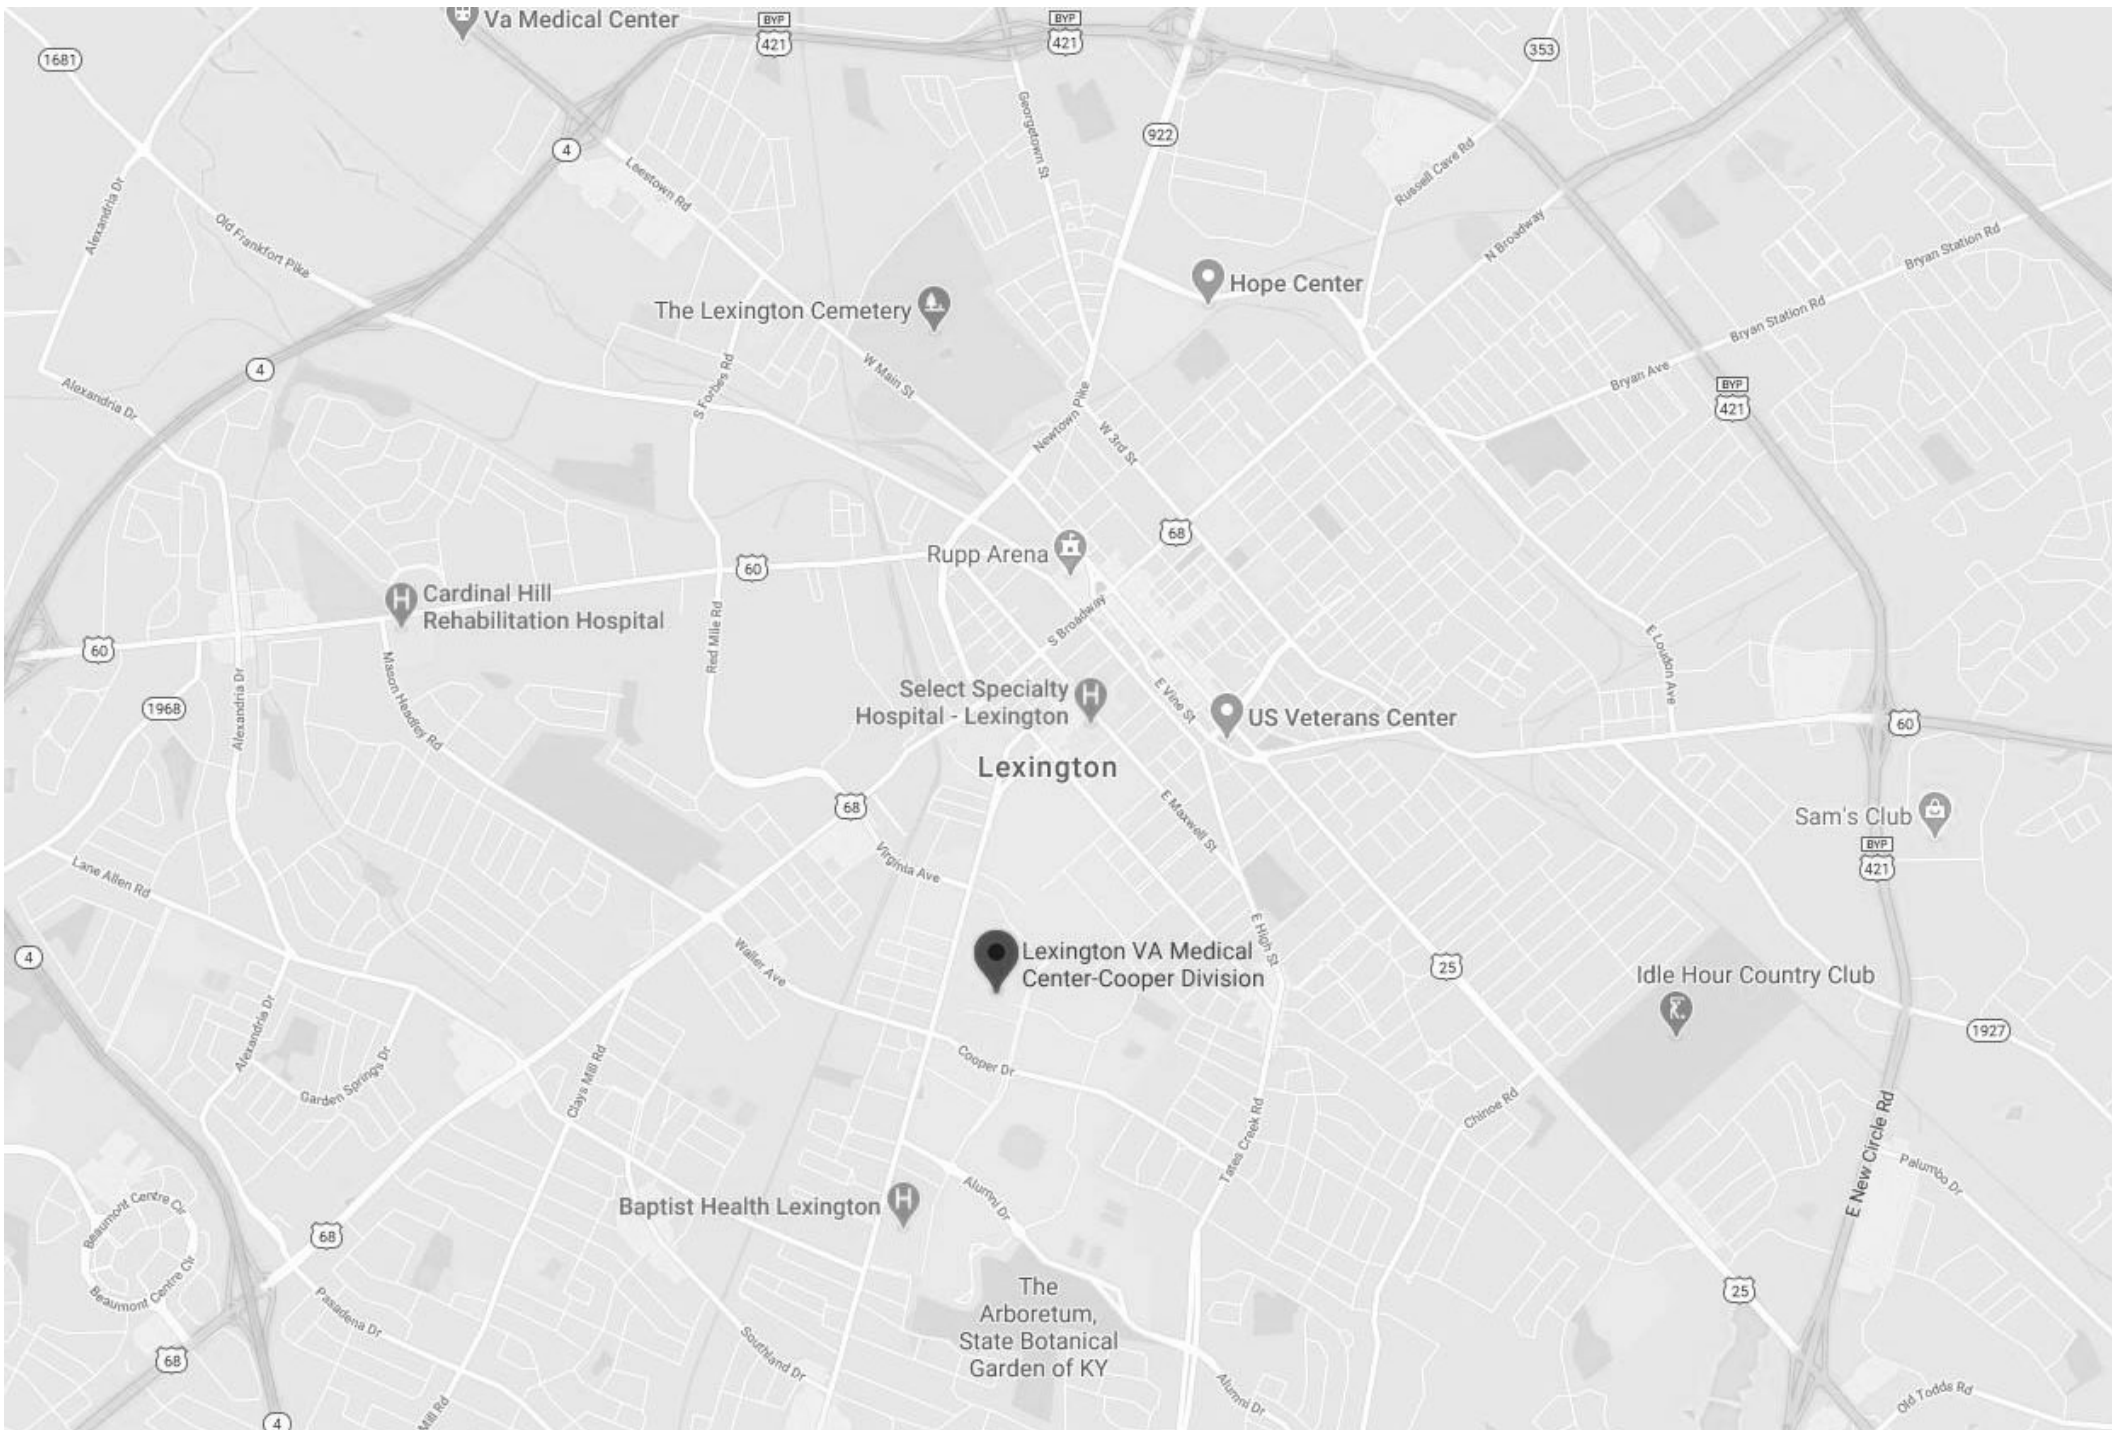 Va Medical Center
BYP
421
BYP
421
353
1681
4
922
Georgetown St
Leestown Rd
Russell Cave Rd
Alexandria Dr
Old Frankfort Pike
N Broadway
Bryan Station Rd
Hope Center
The Lexington Cemetery
Bryan Station Rd
4
W Main St
S Forbes Rd
Bryan Ave
BYP
421
Alexandria Dr
Newtown Pike
W 3rd St
68
Rupp Arena
60
Cardinal Hill
Rehabilitation Hospital
S Broadway
60
Red Mile Rd
E Loudon Ave
Mason Headley Rd
Alexandria Dr
1968
Select Specialty
Hospital - Lexington
E Vine St
US Veterans Center
60
Lexington
68
E Maxwell St
Sam's Club
BYP
421
Virginia Ave
Lane Allen Rd
4
Waller Ave
Lexington VA Medical
Center-Cooper Division
E High St
25
Idle Hour Country Club
1927
Alexandria Dr
Garden Springs Dr
Clays Mill Rd
Cooper Dr
Chinoe Rd
Tates Creek Rd
E New Circle Rd
Palumbo Dr
Beaumont Centre Cir
Baptist Health Lexington
Alumni Dr
68
Beaumont Centre Cir
Pasadena Dr
The
Arboretum,
State Botanical
Garden of KY
25
68
Southland Dr
Alumni Dr
Old Todds Rd
4
Mill Rd